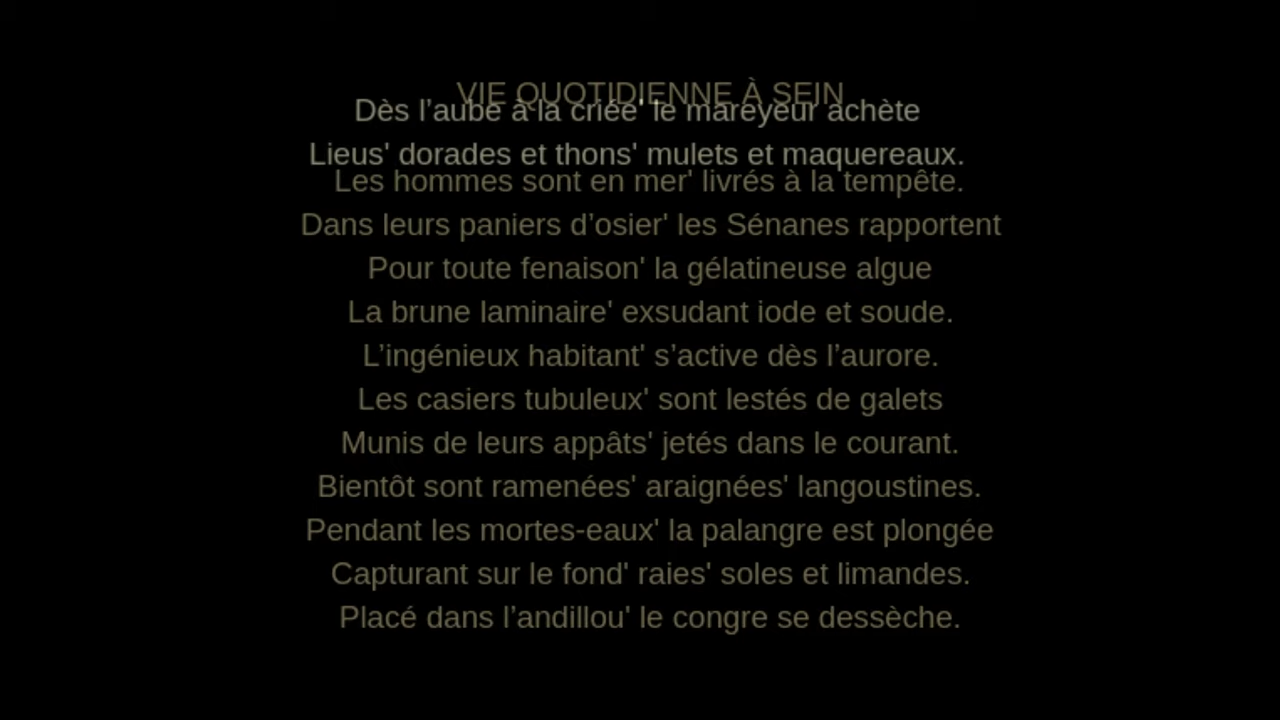 VIE QUOTIDIENNE À SEIN
Dès l’aube à la criée' le mareyeur achète
Lieus' dorades et thons' mulets et maquereaux.
Les hommes sont en mer' livrés à la tempête.
Dans leurs paniers d’osier' les Sénanes rapportent
Pour toute fenaison' la gélatineuse algue
La brune laminaire' exsudant iode et soude.
L’ingénieux habitant' s’active dès l’aurore.
Les casiers tubuleux' sont lestés de galets
Munis de leurs appâts' jetés dans le courant.
Bientôt sont ramenées' araignées' langoustines.
Pendant les mortes-eaux' la palangre est plongée
Capturant sur le fond' raies' soles et limandes.
Placé dans l’andillou' le congre se dessèche.